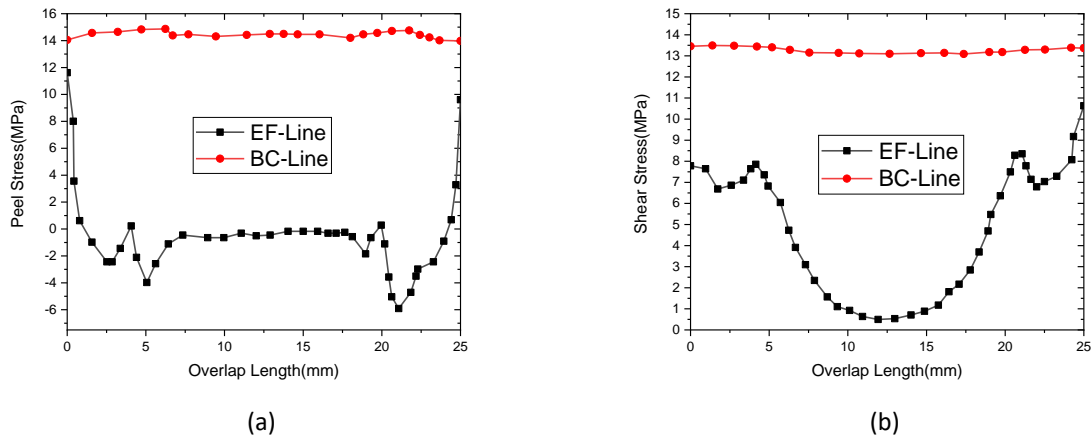 16
14
12
10
8
6
4
2
0
-2
-4
-6
Peel Stress(MPa)
EF-Line
BC-Line
0 5 10 15 20 25
Overlap Length(mm)
(a)
15
14
13
12
11
10
9
8
7
6
5
4
3
2
1
0
Shear Stress(MPa)
EF-Line
BC-Line
0 5 10 15 20 25
Overlap Length(mm)
(b)